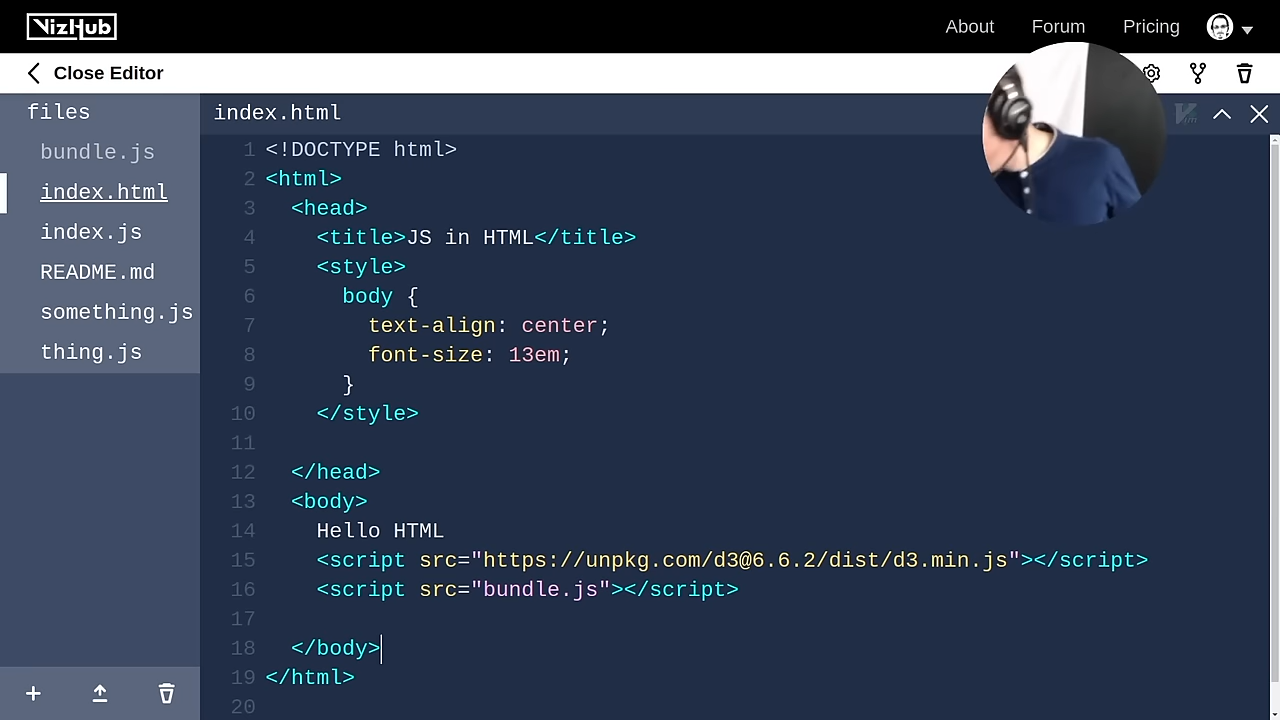 VizHub
About
Forum
Pricing
Close Editor
files
bundle.js
index.html
index.js
README.md
something.js
thing.js
index.html
1 <!DOCTYPE html>
2 <html>
3 <head>
4 <title>JS in HTML</title>
5 <style>
6 body {
7 text-align: center;
8 font-size: 13em;
9 }
10 </style>
11
12 </head>
13 <body>
14 Hello HTML
15 <script src="https://unpkg.com/d3@6.6.2/dist/d3.min.js"></script>
16 <script src="bundle.js"></script>
17
18 </body>
19 </html>
20